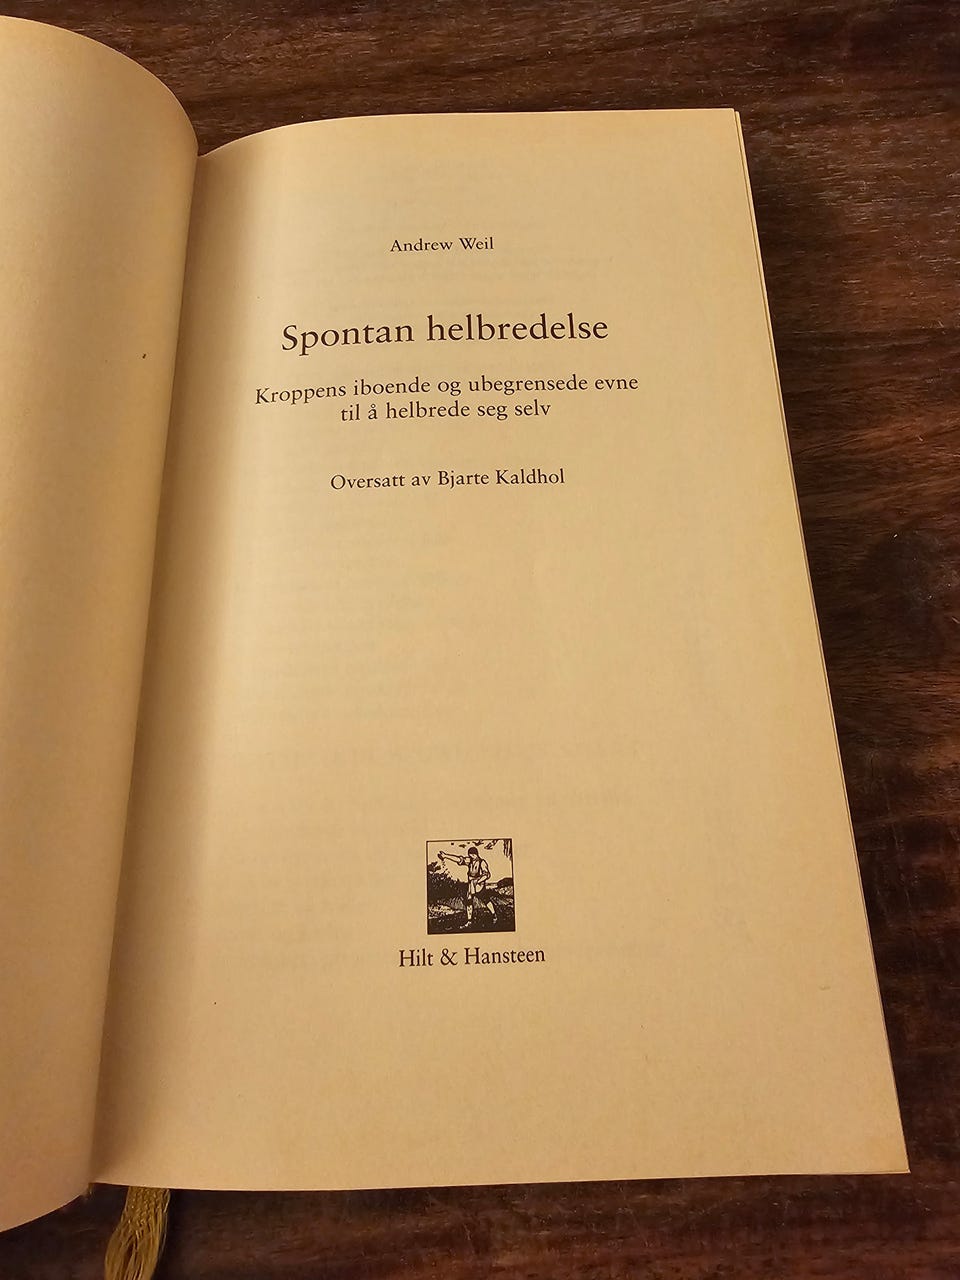 Andrew Weil
Spontan helbredelse
Kroppens iboende og ubegrensede evne
til å helbrede seg selv
Oversatt av Bjarte Kaldhol
Hilt & Hansteen